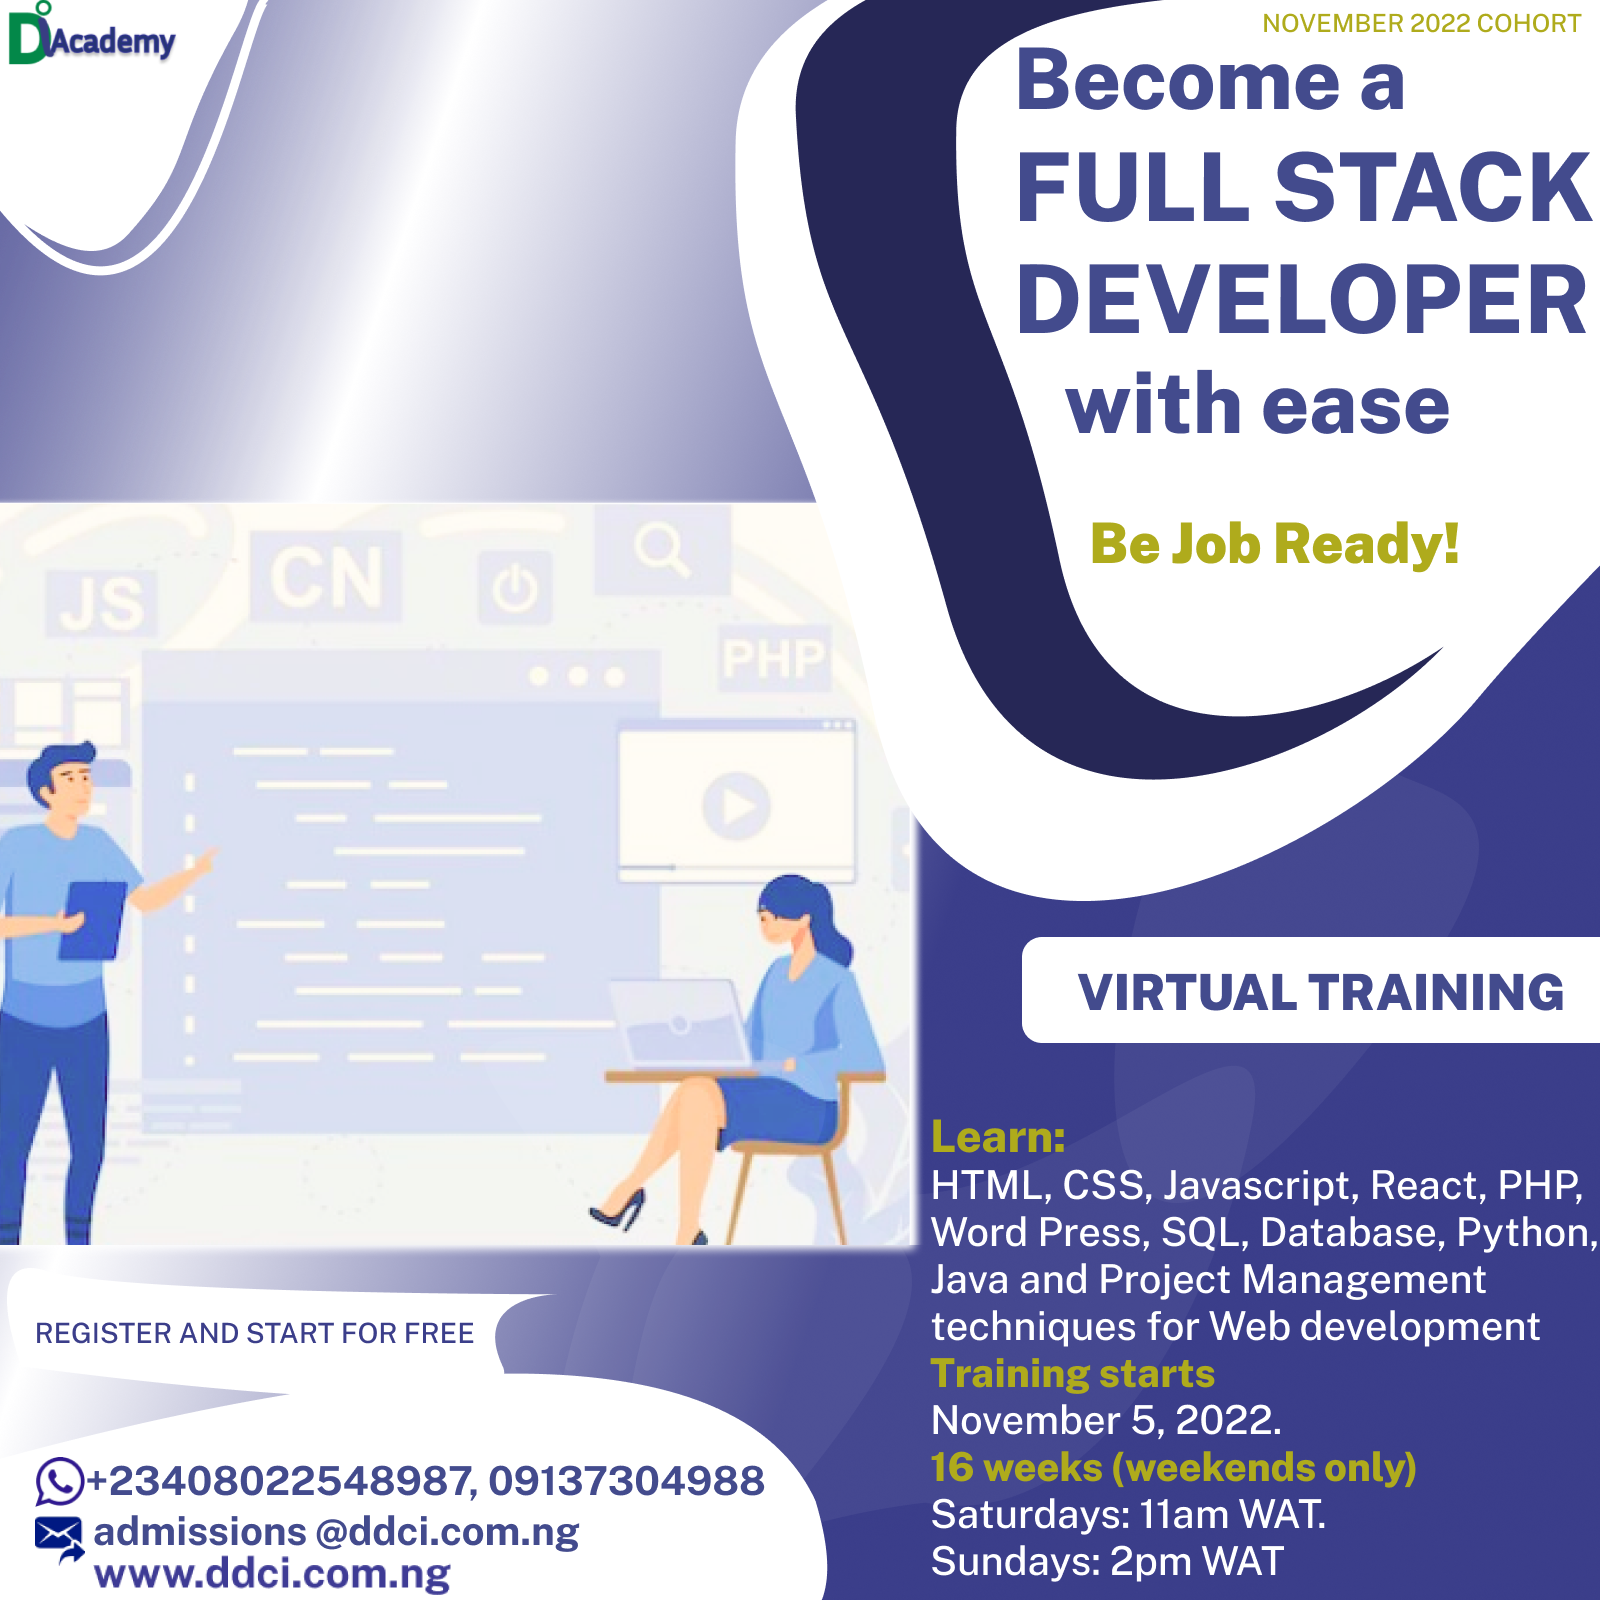 Di Academy
NOVEMBER 2022 COHORT
Become a
FULL STACK
DEVELOPER
with ease
Be Job Ready!
JS
CN
PHP
VIRTUAL TRAINING
Learn:
HTML, CSS, Javascript, React, PHP,
Word Press, SQL, Database, Python,
Java and Project Management
techniques for Web development
Training starts
November 5, 2022.
16 weeks (weekends only)
Saturdays: 11am WAT.
Sundays: 2pm WAT
REGISTER AND START FOR FREE
+23408022548987, 09137304988
admissions @ddci.com.ng
www.ddci.com.ng